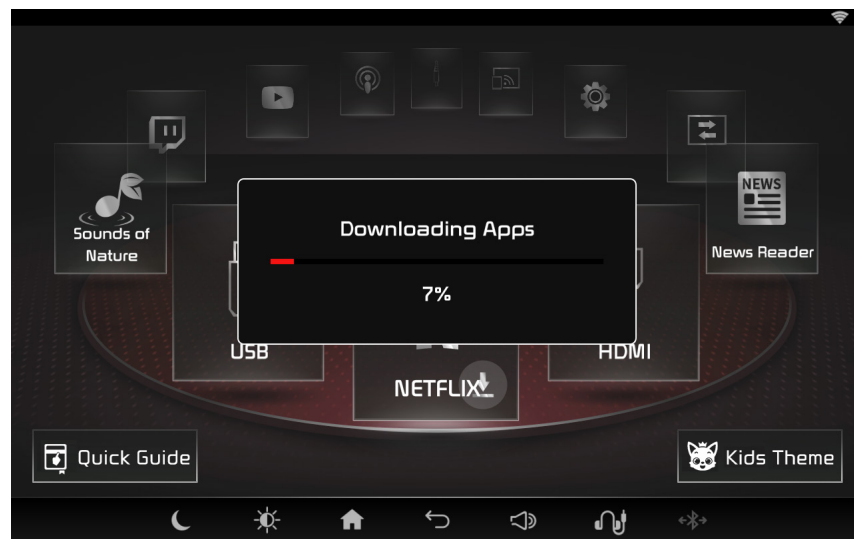 NEWS
Sounds of
Nature
News Reader
Downloading Apps
7%
USB
HDMI
NETFLIX
Quick Guide
Kids Theme